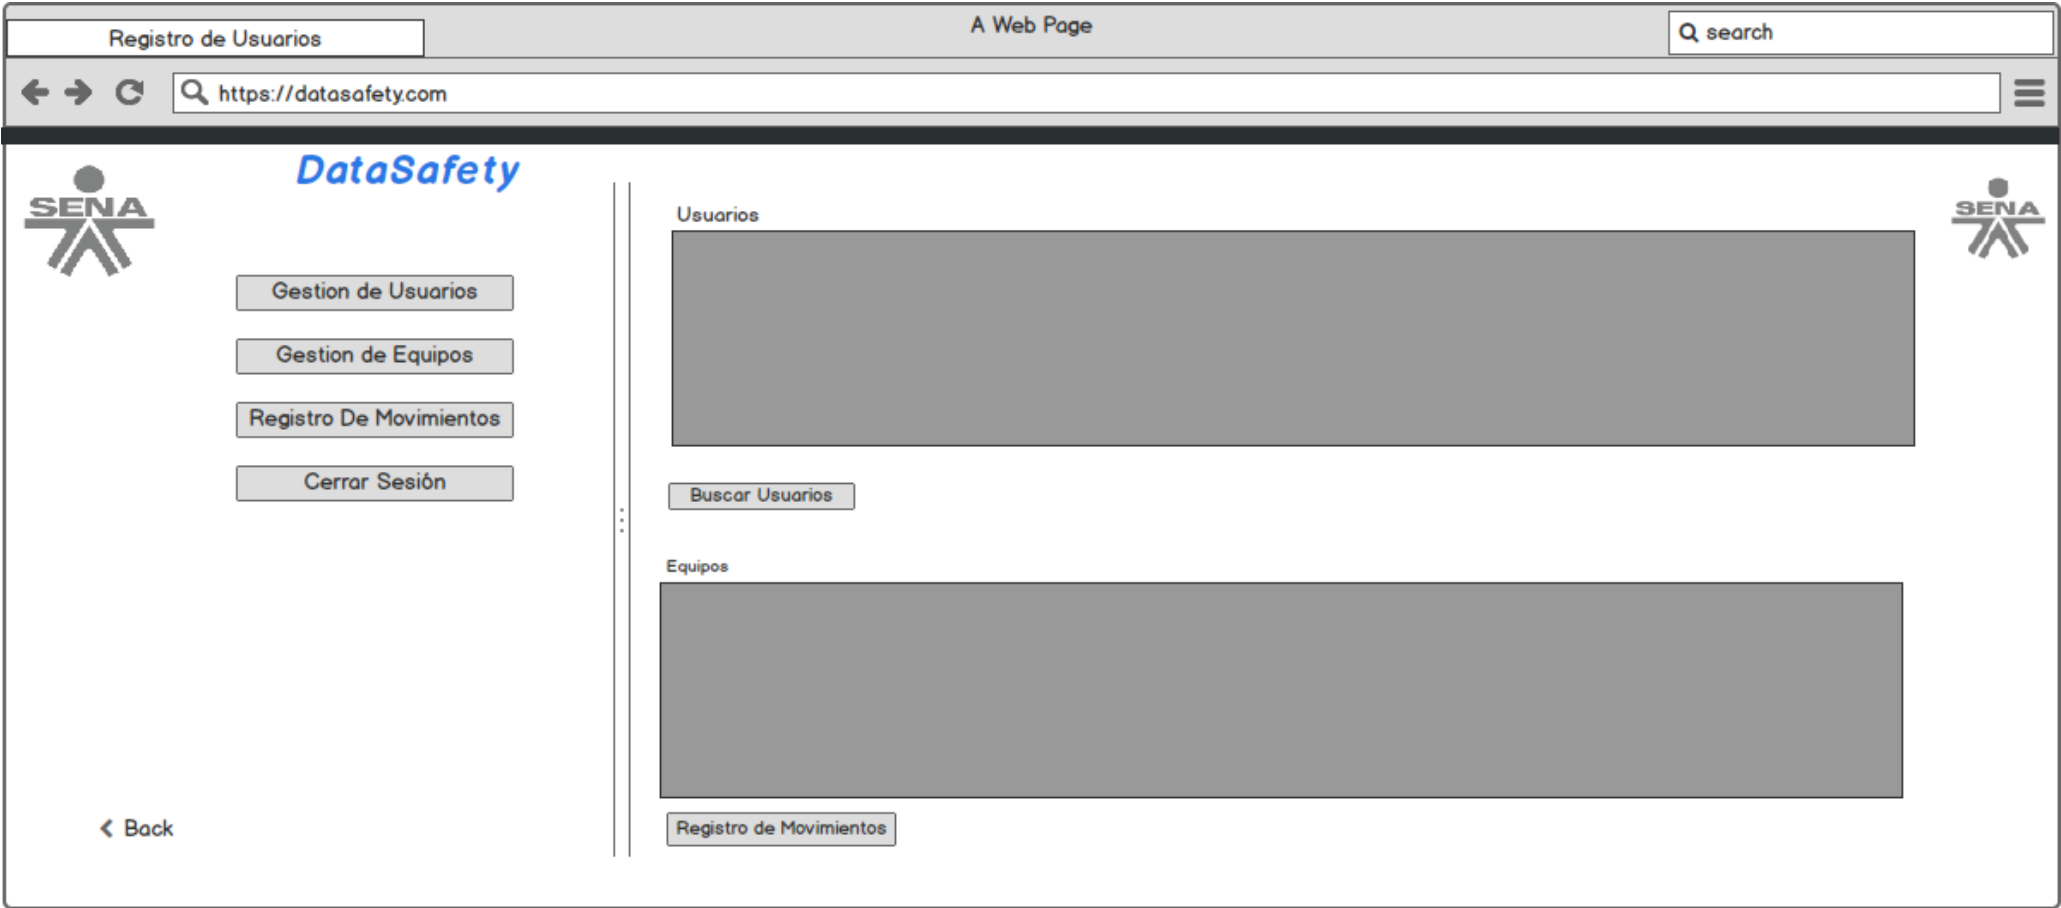 A Web Page
Registro de Usuarios
search
https://datasafety.com
DataSafety
SENA
SENA
Gestion de Usuarios
Gestion de Equipos
Registro De Movimientos
Cerrar Sesión
Back
Usuarios
Buscar Usuarios
Equipos
Registro de Movimientos